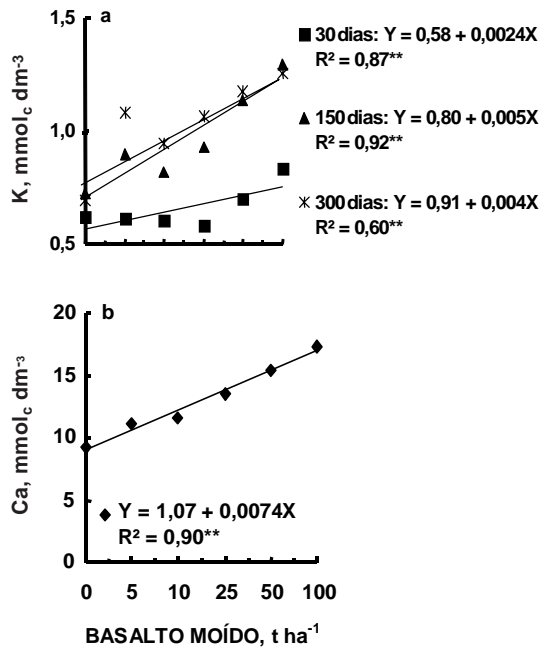 a
K, mmolc dm-3
1,5
1,0
0,5
30 dias: Y = 0,58 + 0,0024X
R² = 0,87**
150 dias: Y = 0,80 + 0,005X
R² = 0,92**
300 dias: Y = 0,91 + 0,004X
R² = 0,60**
b
Ca, mmolc dm-3
20
15
10
5
0
Y = 1,07 + 0,0074X
R² = 0,90**
0 5 10 25 50 100
BASALTO MOÍDO, t ha-1